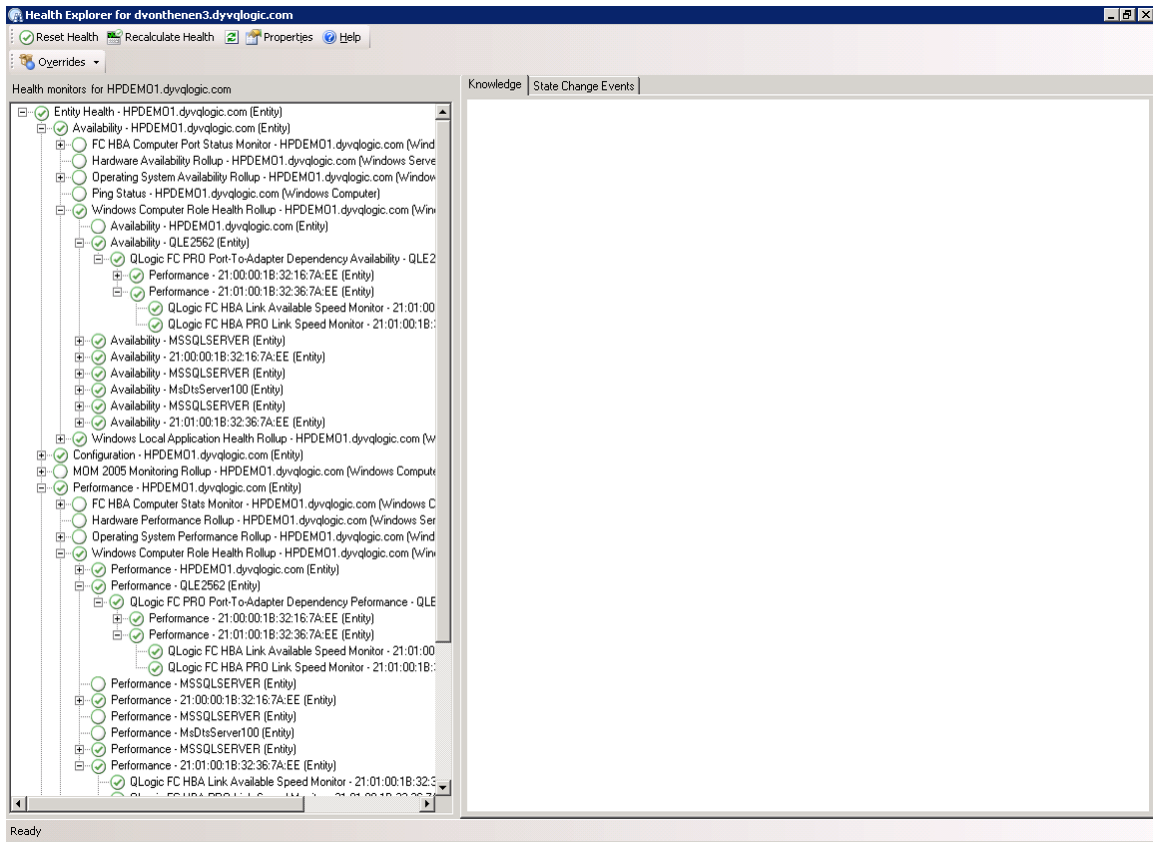 Health Explorer for dvonthenen3.dyvqlogic.com
Reset Health Recalculate Health Properties Help
Overrides
Health monitors for HPDEMO1.dyvqlogic.com
Knowledge State Change Events
Entity Health - HPDEMO1.dyvqlogic.com (Entity)
Availability - HPDEMO1.dyvqlogic.com (Entity)
FC HBA Computer Port Status Monitor - HPDEMO1.dyvqlogic.com (Wind
Hardware Availability Rollup - HPDEMO1.dyvqlogic.com (Windows Serve
Operating System Availability Rollup - HPDEMO1.dyvqlogic.com (Window
Ping Status - HPDEMO1.dyvqlogic.com (Windows Computer)
Windows Computer Role Health Rollup - HPDEMO1.dyvqlogic.com (Win
Availability - HPDEMO1.dyvqlogic.com (Entity)
Availability - QLE2562 (Entity)
QLogic FC PRO Port-To-Adapter Dependency Availability - QLE2
Performance - 21:00:00:1B:32:16:7A:EE (Entity)
Performance - 21:01:00:1B:32:36:7A:EE (Entity)
QLogic FC HBA Link Available Speed Monitor - 21:01:00
QLogic FC HBA PRO Link Speed Monitor - 21:01:00:1B:
Availability - MSSQLSERVER (Entity)
Availability - 21:00:00:1B:32:16:7A:EE (Entity)
Availability - MSSQLSERVER (Entity)
Availability - MsDtsServer100 (Entity)
Availability - MSSQLSERVER (Entity)
Availability - 21:01:00:1B:32:36:7A:EE (Entity)
Windows Local Application Health Rollup - HPDEMO1.dyvqlogic.com (W
Configuration - HPDEMO1.dyvqlogic.com (Entity)
MOM 2005 Monitoring Rollup - HPDEMO1.dyvqlogic.com (Windows Compute
Performance - HPDEMO1.dyvqlogic.com (Entity)
FC HBA Computer Stats Monitor - HPDEMO1.dyvqlogic.com (Windows C
Hardware Performance Rollup - HPDEMO1.dyvqlogic.com (Windows Ser
Operating System Performance Rollup - HPDEMO1.dyvqlogic.com (Wind
Windows Computer Role Health Rollup - HPDEMO1.dyvqlogic.com (Win
Performance - HPDEMO1.dyvqlogic.com (Entity)
Performance - QLE2562 (Entity)
QLogic FC PRO Port-To-Adapter Dependency Peformance - QLE
Performance - 21:00:00:1B:32:16:7A:EE (Entity)
Performance - 21:01:00:1B:32:36:7A:EE (Entity)
QLogic FC HBA Link Available Speed Monitor - 21:01:00
QLogic FC HBA PRO Link Speed Monitor - 21:01:00:1B:
Performance - MSSQLSERVER (Entity)
Performance - 21:00:00:1B:32:16:7A:EE (Entity)
Performance - MSSQLSERVER (Entity)
Performance - MsDtsServer100 (Entity)
Performance - MSSQLSERVER (Entity)
Performance - 21:01:00:1B:32:36:7A:EE (Entity)
QLogic FC HBA Link Available Speed Monitor - 21:01:00:1B:32:3
Ready